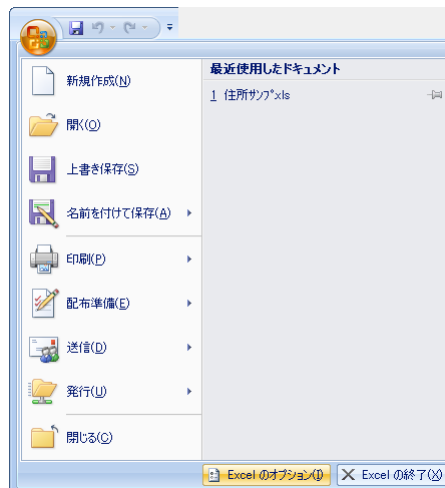 最近使用したドキュメント
1 住所サンプxls
新規作成(N)
開く(O)
上書き保存(S)
名前を付けて保存(A)
印刷(P)
配布準備(E)
送信(D)
発行(U)
閉じる(C)
Excel のオプション(I)
Excel の終了(X)